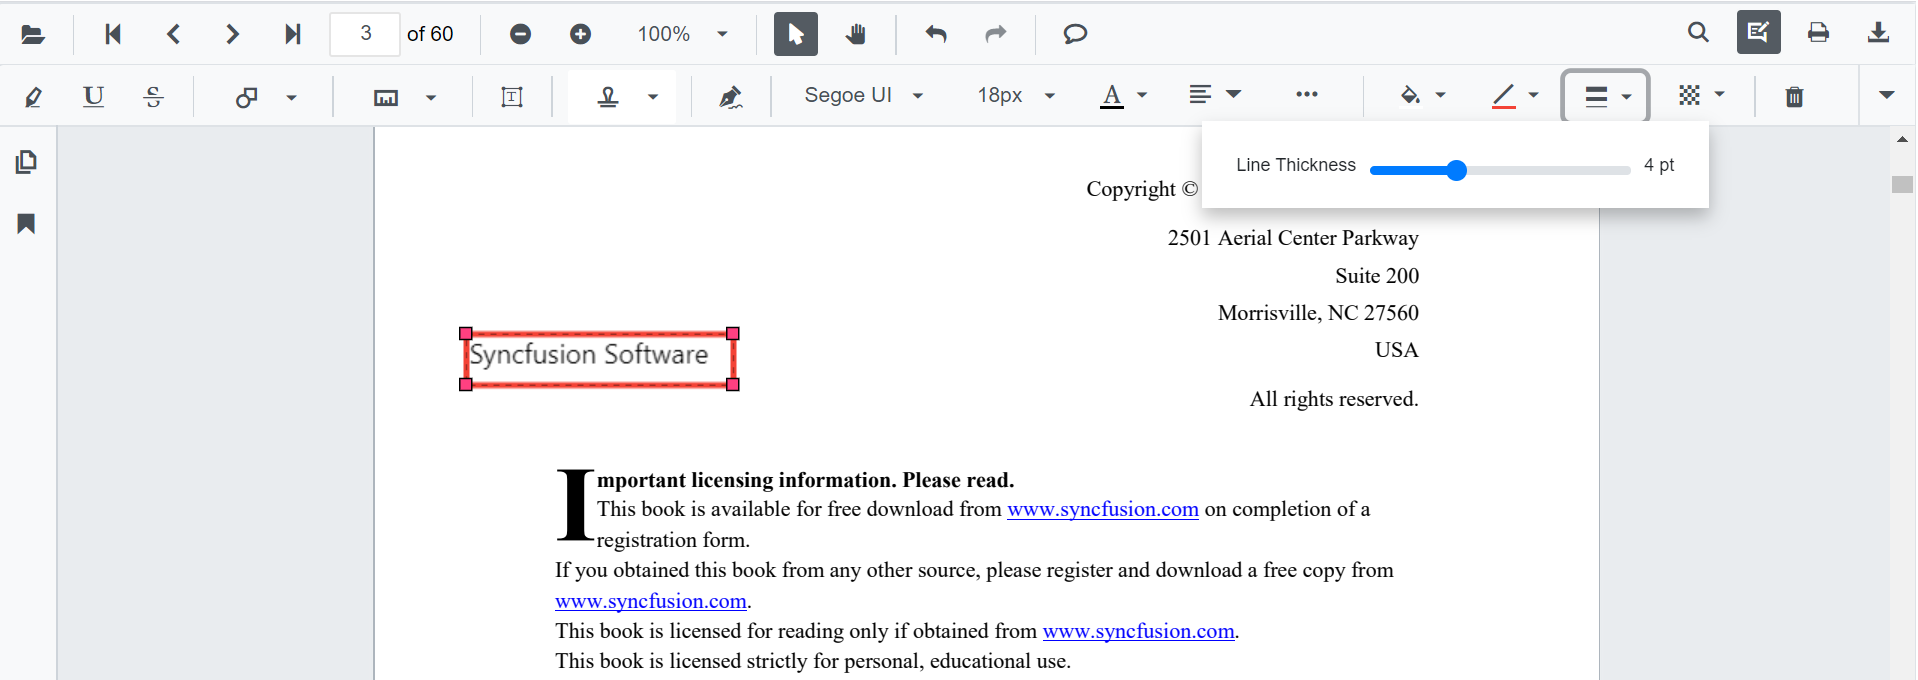 3 of 60 100%
U S T Segoe UI 18px A
Line Thickness 4 pt
Copyright ©
2501 Aerial Center Parkway
Suite 200
Morrisville, NC 27560
Syncfusion Software
USA
All rights reserved.
Important licensing information. Please read.
This book is available for free download from www.syncfusion.com on completion of a
registration form.
If you obtained this book from any other source, please register and download a free copy from
www.syncfusion.com.
This book is licensed for reading only if obtained from www.syncfusion.com.
This book is licensed strictly for personal, educational use.